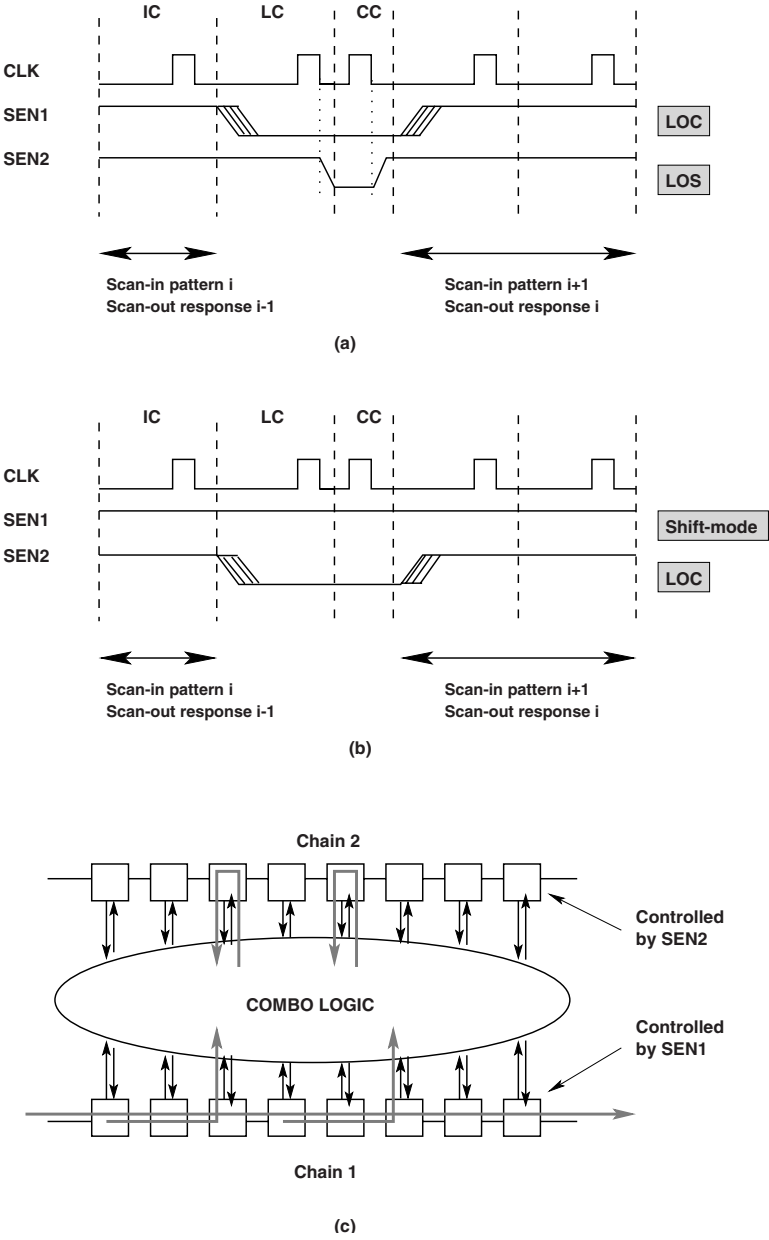 IC LC CC
CLK
SEN1
LOC
SEN2
LOS
Scan-in pattern i
Scan-out response i-1
Scan-in pattern i+1
Scan-out response i
(a)
IC LC CC
CLK
SEN1
Shift-mode
SEN2
LOC
Scan-in pattern i
Scan-out response i-1
Scan-in pattern i+1
Scan-out response i
(b)
Chain 2
Controlled
by SEN2
COMBO LOGIC
Controlled
by SEN1
Chain 1
(c)